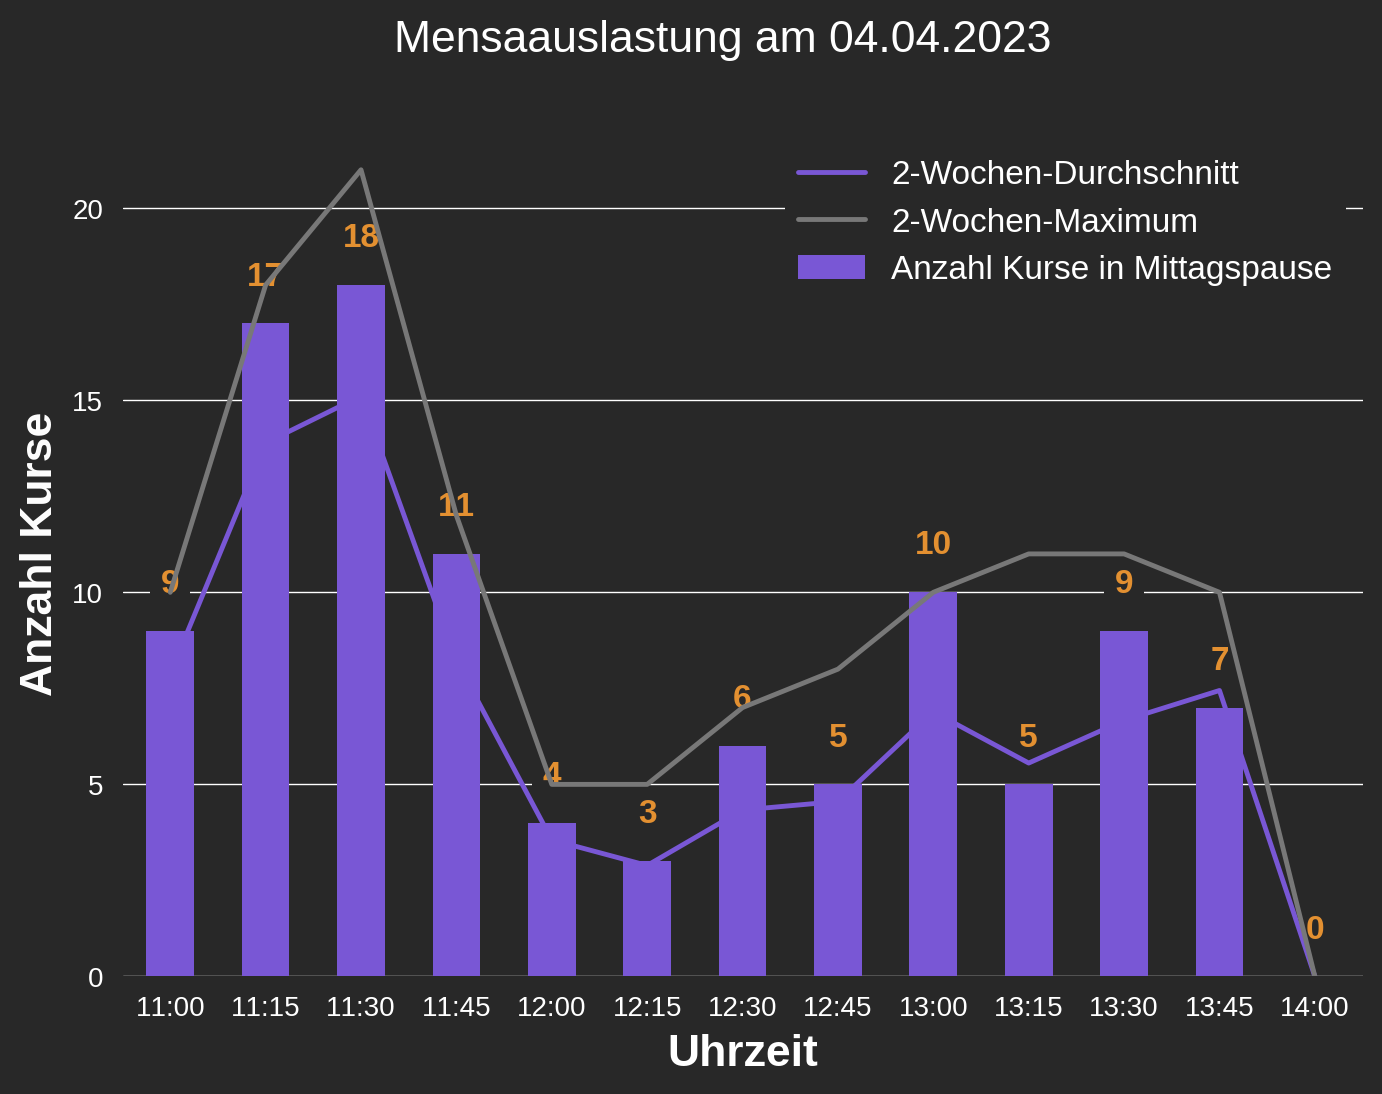 Mensaauslastung am 04.04.2023
2-Wochen-Durchschnitt
2-Wochen-Maximum
Anzahl Kurse in Mittagspause
Anzahl Kurse
20
15
10
5
0
9
17
18
11
4
3
6
5
10
5
9
7
0
11:00 11:15 11:30 11:45 12:00 12:15 12:30 12:45 13:00 13:15 13:30 13:45 14:00
Uhrzeit